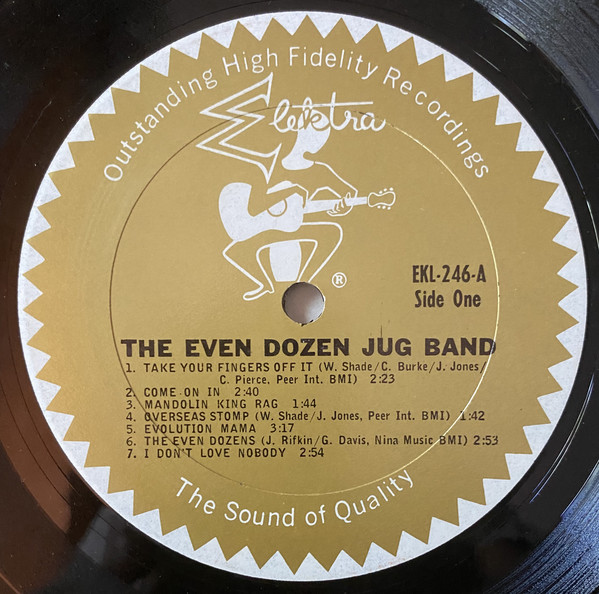 Outstanding High Fidelity Recordings
Elektra
®
EKL-246-A
Side One
THE EVEN DOZEN JUG BAND
1. TAKE YOUR FINGERS OFF IT (W. Shade/C. Burke/J. Jones/
C. Pierce, Peer Int. BMI) 2:23
2. COME ON IN 2:40
3. MANDOLIN KING RAG 1:44
4. OVERSEAS STOMP (W. Shade/J. Jones, Peer Int. BMI) 1:42
5. EVOLUTION MAMA 3:17
6. THE EVEN DOZENS (J. Rifkin/G. Davis, Nina Music BMI) 2:53
7. I DON'T LOVE NOBODY 2:54
The Sound of Quality